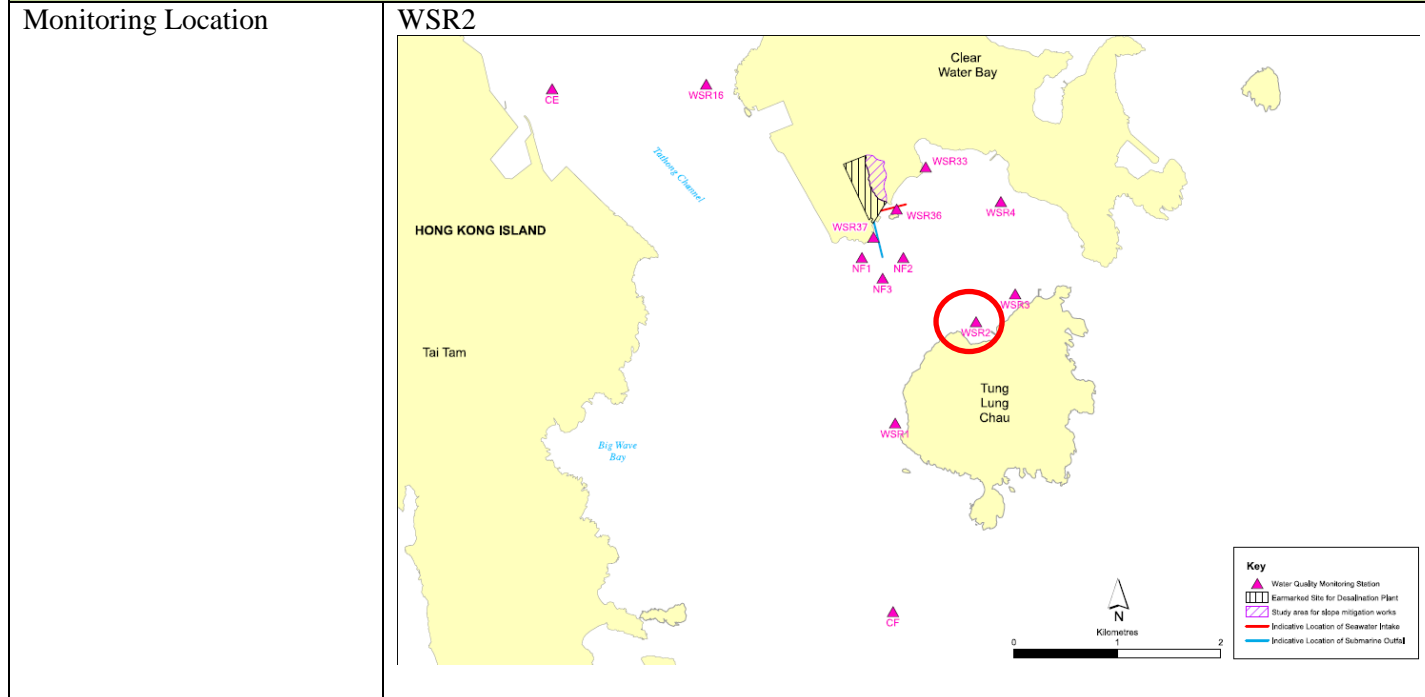 Monitoring Location
WSR2
Clear
Water Bay
CE
WSR16
Tathong Channel
WSR33
WSR36
WSR4
HONG KONG ISLAND
WSR37
NF1
NF2
NF3
WSR3
WSR2
Tai Tam
Tung
Lung
Chau
WSR1
Big Wave
Bay
CF
N
Kilometres
0
1
2
Key
Water Quality Monitoring Station
Earmarked Site for Desalination Plant
Study area for slope mitigation works
Indicative Location of Seawater Intake
Indicative Location of Submarine Outfall